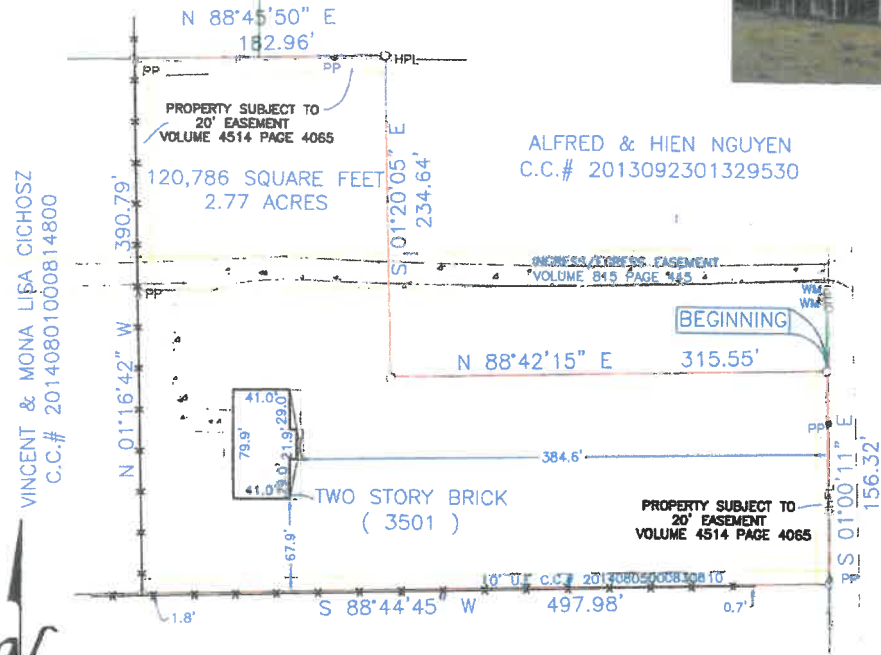 N 88°45'50" E
182.96'
PP
PP
HPL
PROPERTY SUBJECT TO
20' EASEMENT
VOLUME 4514 PAGE 4065
120,786 SQUARE FEET
2.77 ACRES
S 01°20'05" E
234.64'
ALFRED & HIEN NGUYEN
C.C.# 2013092301329530
VINCENT & MONA LISA CICHOSZ
C.C.# 20140801000814800
N 01°16'42" W
390.79'
INGRESS/EGRESS EASEMENT
VOLUME 815 PAGE 445
WM
WM
PP
BEGINNING
N 88°42'15" E 315.55'
41.0'
29.0'
79.9'
21.9'
29.0'
41.0'
384.6'
PP
S 01°00'11" E
156.32'
TWO STORY BRICK
( 3501 )
PROPERTY SUBJECT TO
20' EASEMENT
VOLUME 4514 PAGE 4065
67.9'
10' U.E. C.C.# 20140805000830810
PP
1.8'
S 88°44'45" W 497.98'
0.7'